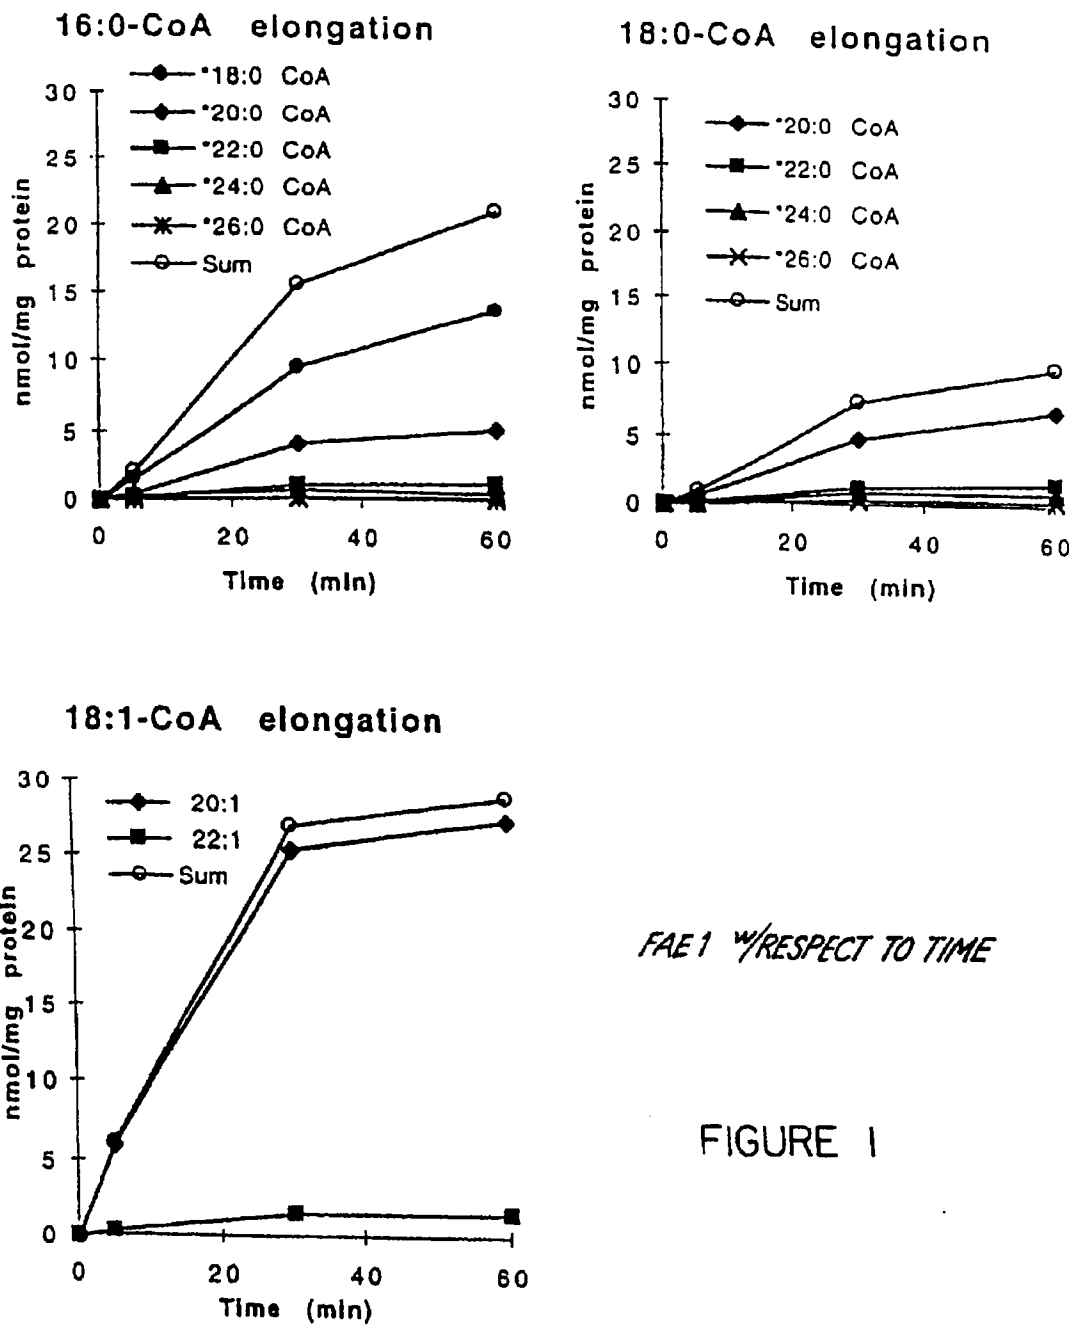 16:0-CoA elongation
*18:0 CoA
*20:0 CoA
*22:0 CoA
*24:0 CoA
*26:0 CoA
Sum
30
25
20
15
10
5
0
nmol/mg protein
0 20 40 60
Time (min)
18:0-CoA elongation
*20:0 CoA
*22:0 CoA
*24:0 CoA
*26:0 CoA
Sum
30
25
20
15
10
5
0
nmol/mg protein
0 20 40 60
Time (min)
18:1-CoA elongation
20:1
22:1
Sum
30
25
20
15
10
5
0
nmol/mg protein
0 20 40 60
Time (min)
FAE1 w/RESPECT TO TIME
FIGURE 1